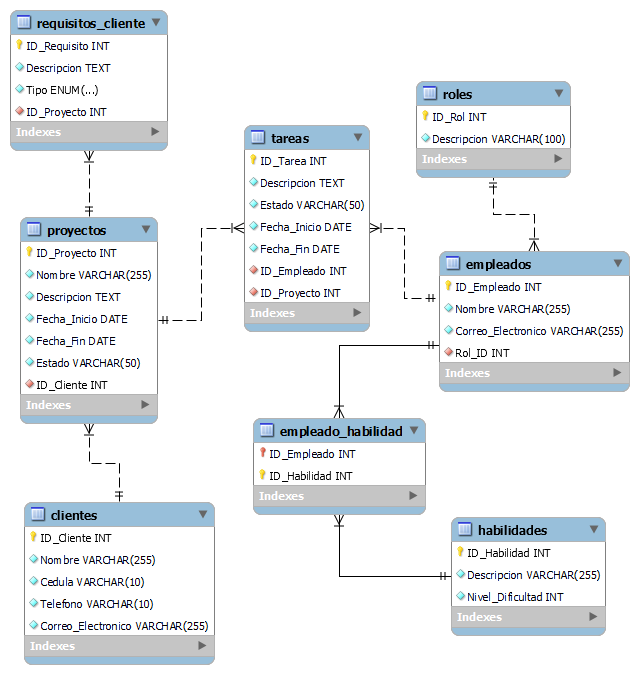 requisitos_cliente
ID_Requisito INT
Descripcion TEXT
Tipo ENUM(...)
ID_Proyecto INT
Indexes
proyectos
ID_Proyecto INT
Nombre VARCHAR(255)
Descripcion TEXT
Fecha_Inicio DATE
Fecha_Fin DATE
Estado VARCHAR(50)
ID_Cliente INT
Indexes
clientes
ID_Cliente INT
Nombre VARCHAR(255)
Cedula VARCHAR(10)
Telefono VARCHAR(10)
Correo_Electronico VARCHAR(255)
Indexes
tareas
ID_Tarea INT
Descripcion TEXT
Estado VARCHAR(50)
Fecha_Inicio DATE
Fecha_Fin DATE
ID_Empleado INT
ID_Proyecto INT
Indexes
roles
ID_Rol INT
Descripcion VARCHAR(100)
Indexes
empleados
ID_Empleado INT
Nombre VARCHAR(255)
Correo_Electronico VARCHAR(255)
Rol_ID INT
Indexes
empleado_habilidad
ID_Empleado INT
ID_Habilidad INT
Indexes
habilidades
ID_Habilidad INT
Descripcion VARCHAR(255)
Nivel_Dificultad INT
Indexes